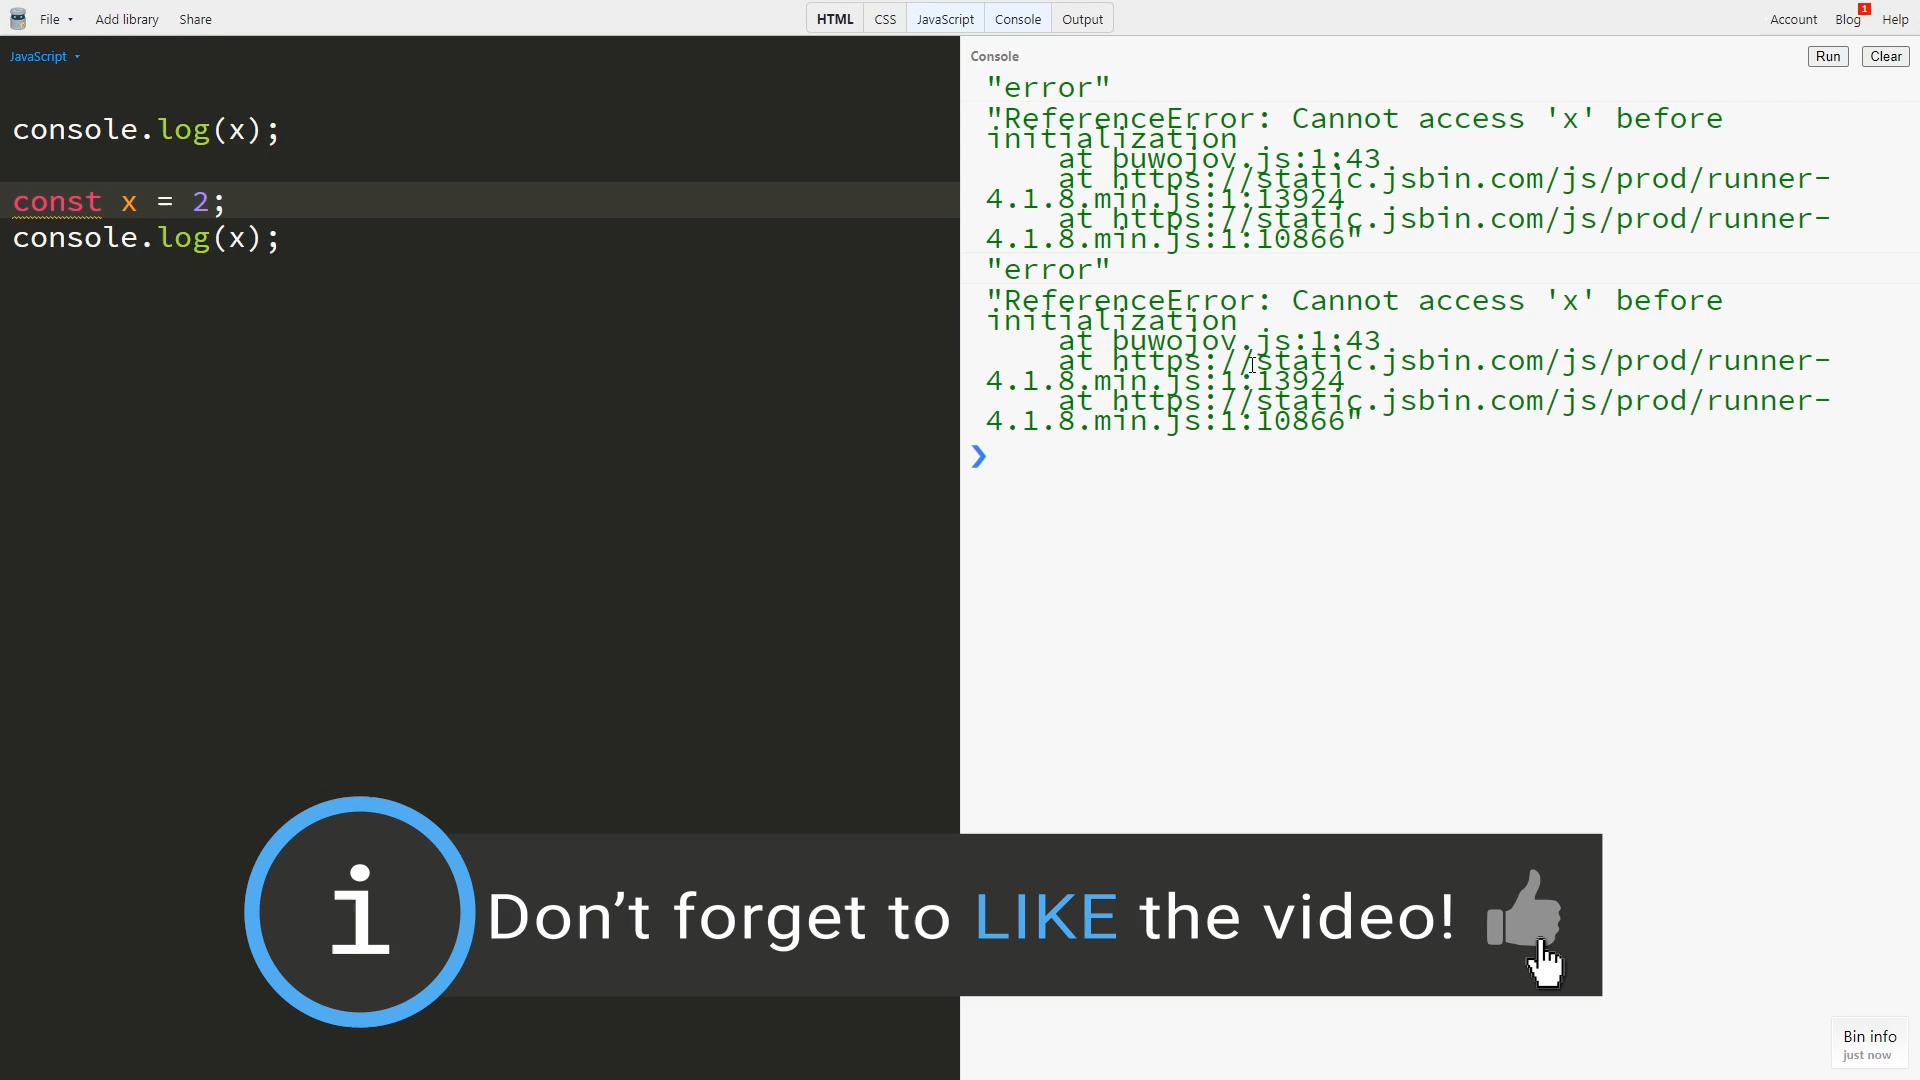 File
Add library
Share
HTML
CSS
JavaScript
Console
Output
Account
Blog
1
Help
JavaScript
console.log(x);
const x = 2;
console.log(x);
Console
Run
Clear
"error"
"ReferenceError: Cannot access 'x' before
initialization
at buwojov.js:1:43
at https://static.jsbin.com/js/prod/runner-
4.1.8.min.js:1:13924
at https://static.jsbin.com/js/prod/runner-
4.1.8.min.js:1:10866"
"error"
"ReferenceError: Cannot access 'x' before
initialization
at buwojov.js:1:43
at https://static.jsbin.com/js/prod/runner-
4.1.8.min.js:1:13924
at https://static.jsbin.com/js/prod/runner-
4.1.8.min.js:1:10866"
i
Don't forget to LIKE the video!
Bin info
just now